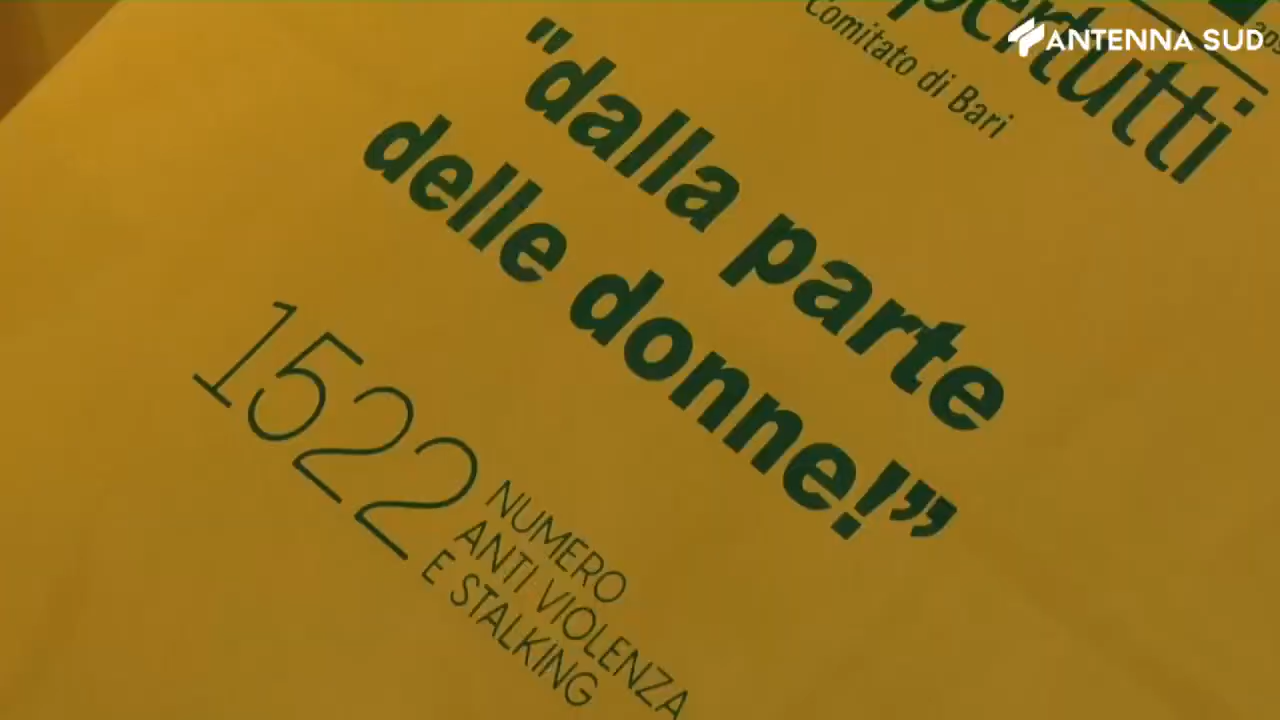 ANTENNA SUD
pertutti
Comitato di Bari
"dalla parte
delle donne!”
1522
NUMERO
ANTI VIOLENZA
E STALKING